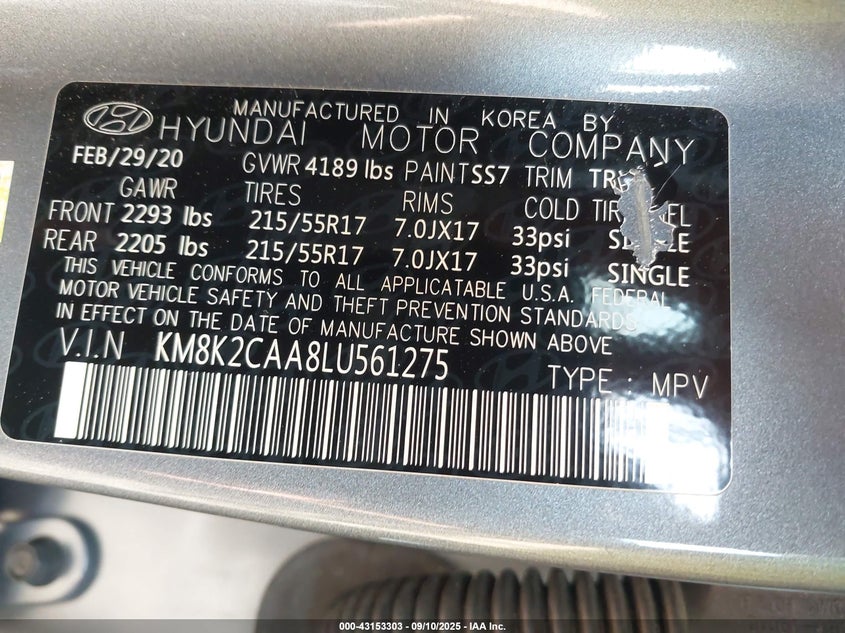 MANUFACTURED IN KOREA BY
HYUNDAI MOTOR COMPANY
FEB/29/20 GVWR 4189 lbs PAINT SS7 TRIM
GAWR TIRES RIMS COLD
FRONT 2293 lbs 215/55R17 7.0JX17 33psi
REAR 2205 lbs 215/55R17 7.0JX17 33psi SINGLE
THIS VEHICLE CONFORMS TO ALL APPLICATABLE U.S.A. FEDERAL
MOTOR VEHICLE SAFETY AND THEFT PREVENTION STANDARDS
IN EFFECT ON THE DATE OF MANUFACTURE SHOWN ABOVE
V.I.N KM8K2CAA8LU561275 TYPE : MPV
000-43153303 - 09/10/2025 - IAA Inc.